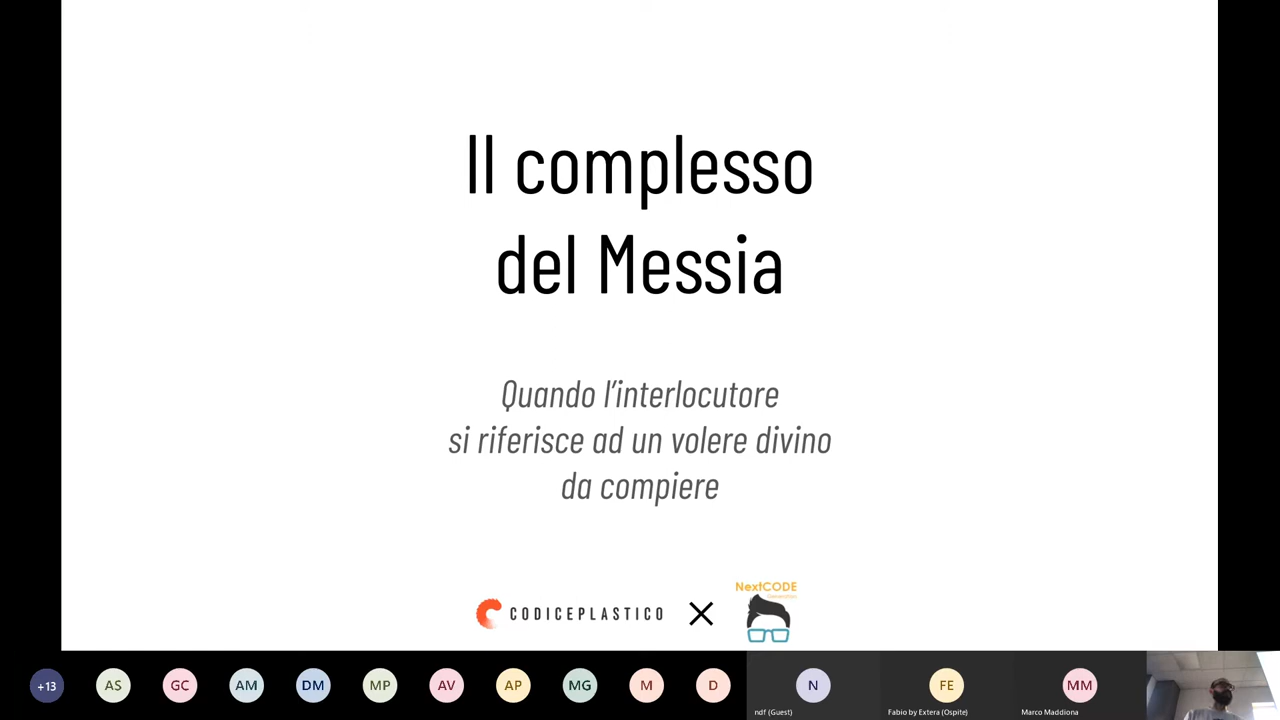 Il complesso
del Messia
Quando l'interlocutore
si riferisce ad un volere divino
da compiere
CODICEPLASTICO
NextCODE
+13
AS
GC
AM
DM
MP
AV
AP
MG
M
D
N
FE
MM
ndf (Guest)
Fabio by Extera (Ospite)
Marco Maddiona